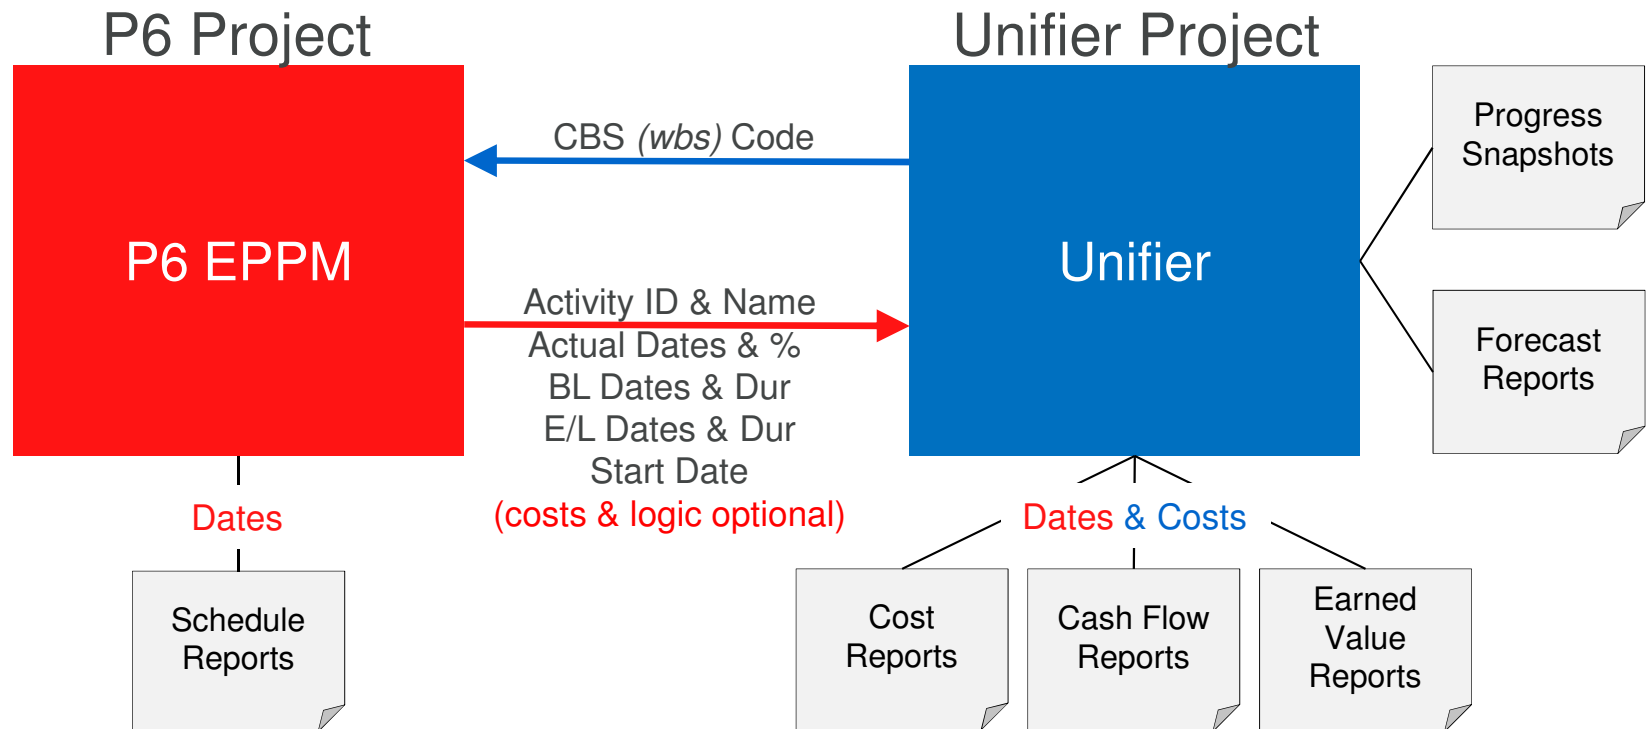 P6 Project
Unifier Project
P6 EPPM
CBS (wbs) Code
Activity ID & Name
Actual Dates & %
BL Dates & Dur
E/L Dates & Dur
Start Date
(costs & logic optional)
Unifier
Progress
Snapshots
Forecast
Reports
Dates
Schedule
Reports
Dates & Costs
Cost
Reports
Cash Flow
Reports
Earned
Value
Reports